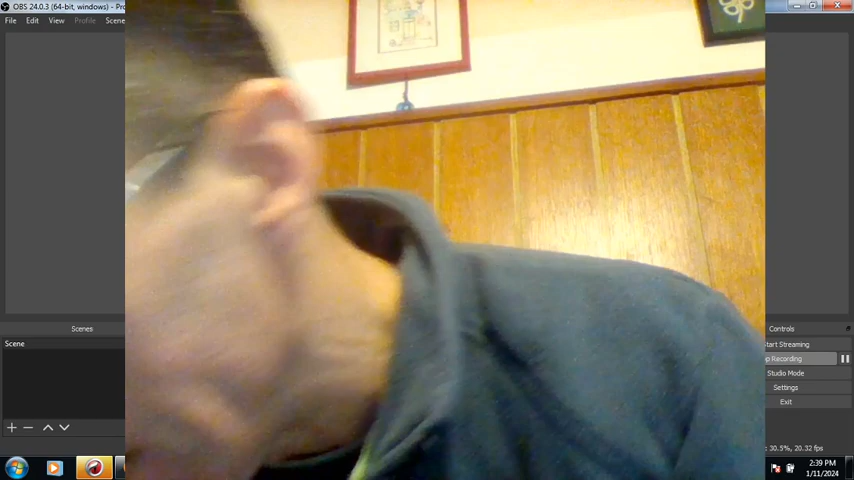 OBS 24.0.3 (64-bit, windows) - Pro
File Edit View Profile Scene
Scenes
Scene
Controls
Start Streaming
op Recording
Studio Mode
Settings
Exit
: 30.5%, 20.32 fps
2:39 PM
1/11/2024